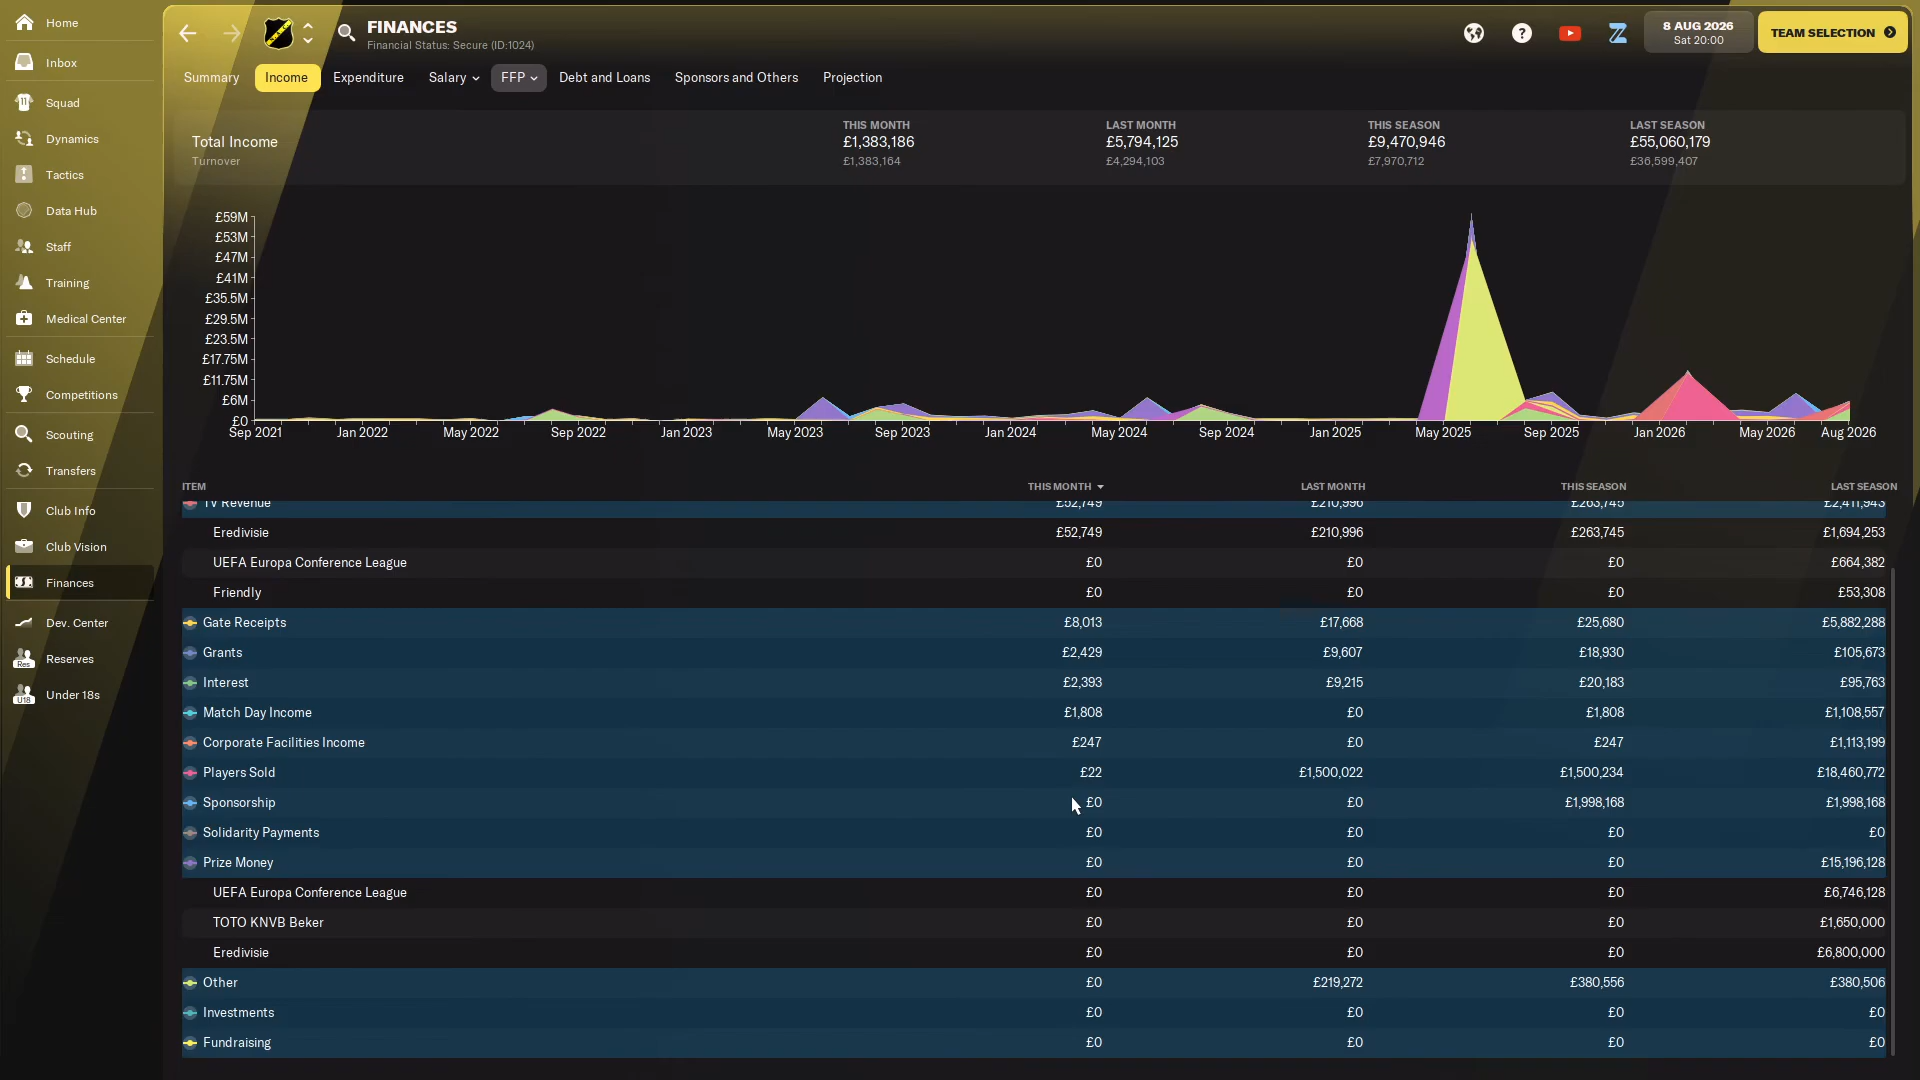 Home
Inbox
Squad
Dynamics
Tactics
Data Hub
Staff
Training
Medical Center
Schedule
Competitions
Scouting
Transfers
Club Info
Club Vision
Finances
Dev. Center
Reserves
Under 18s
FINANCES
Financial Status: Secure (ID:1024)
8 AUG 2026
Sat 20:00
TEAM SELECTION
Summary Income Expenditure Salary FFP Debt and Loans Sponsors and Others Projection
THIS MONTH LAST MONTH THIS SEASON LAST SEASON
Total Income £1,383,186 £5,794,125 £9,470,946 £55,060,179
Turnover £1,383,164 £4,294,103 £7,970,712 £36,599,407
£59M
£53M
£47M
£41M
£35.5M
£29.5M
£23.5M
£17.75M
£11.75M
£6M
£0
Sep 2021 Jan 2022 May 2022 Sep 2022 Jan 2023 May 2023 Sep 2023 Jan 2024 May 2024 Sep 2024 Jan 2025 May 2025 Sep 2025 Jan 2026 May 2026 Aug 2026
ITEM THIS MONTH LAST MONTH THIS SEASON LAST SEASON
TV Revenue £52,749 £210,996 £263,745 £2,411,943
Eredivisie £52,749 £210,996 £263,745 £1,694,253
UEFA Europa Conference League £0 £0 £0 £664,382
Friendly £0 £0 £0 £53,308
Gate Receipts £8,013 £17,668 £25,680 £5,882,288
Grants £2,429 £9,607 £18,930 £105,673
Interest £2,393 £9,215 £20,183 £95,763
Match Day Income £1,808 £0 £1,808 £1,108,557
Corporate Facilities Income £247 £0 £247 £1,113,199
Players Sold £22 £1,500,022 £1,500,234 £18,460,772
Sponsorship £0 £0 £1,998,168 £1,998,168
Solidarity Payments £0 £0 £0 £0
Prize Money £0 £0 £0 £15,196,128
UEFA Europa Conference League £0 £0 £0 £6,746,128
TOTO KNVB Beker £0 £0 £0 £1,650,000
Eredivisie £0 £0 £0 £6,800,000
Other £0 £219,272 £380,556 £380,506
Investments £0 £0 £0 £0
Fundraising £0 £0 £0 £0